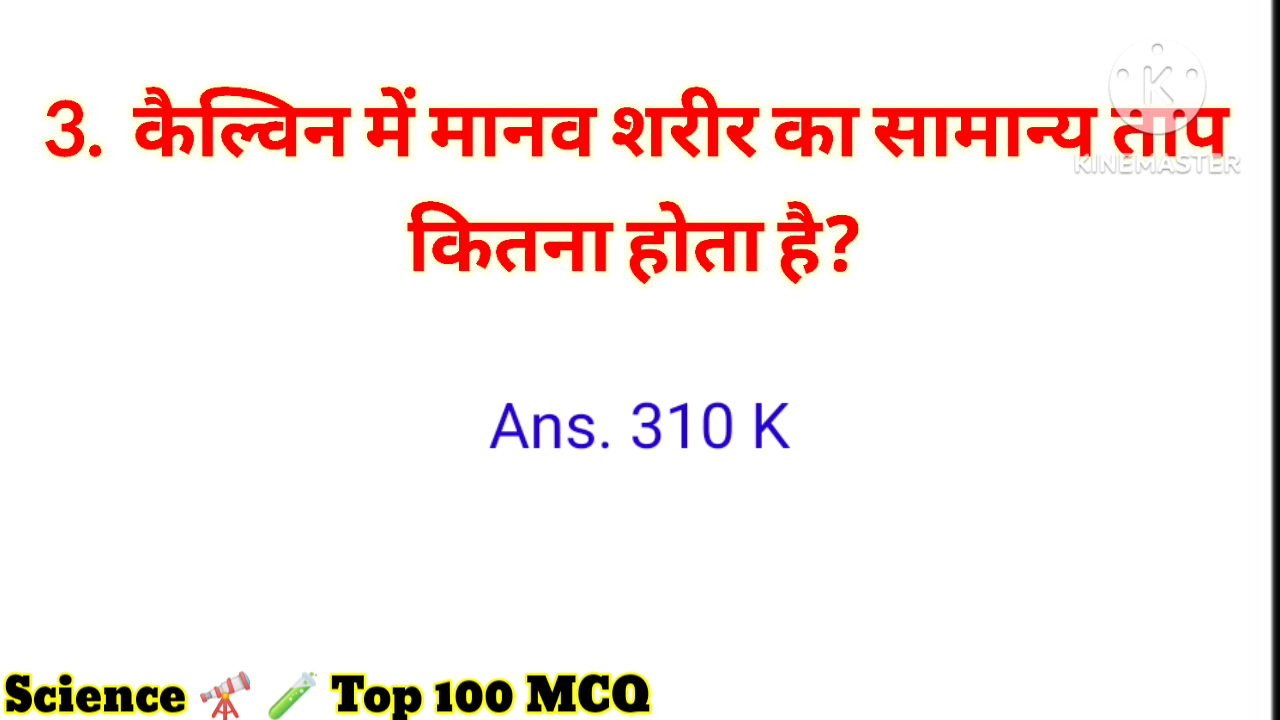 3. कैल्विन में मानव शरीर का सामान्य ताप
K
KINEMASTER
कितना होता है?
Ans. 310 K
Science 🔭 🧪 Top 100 MCQ